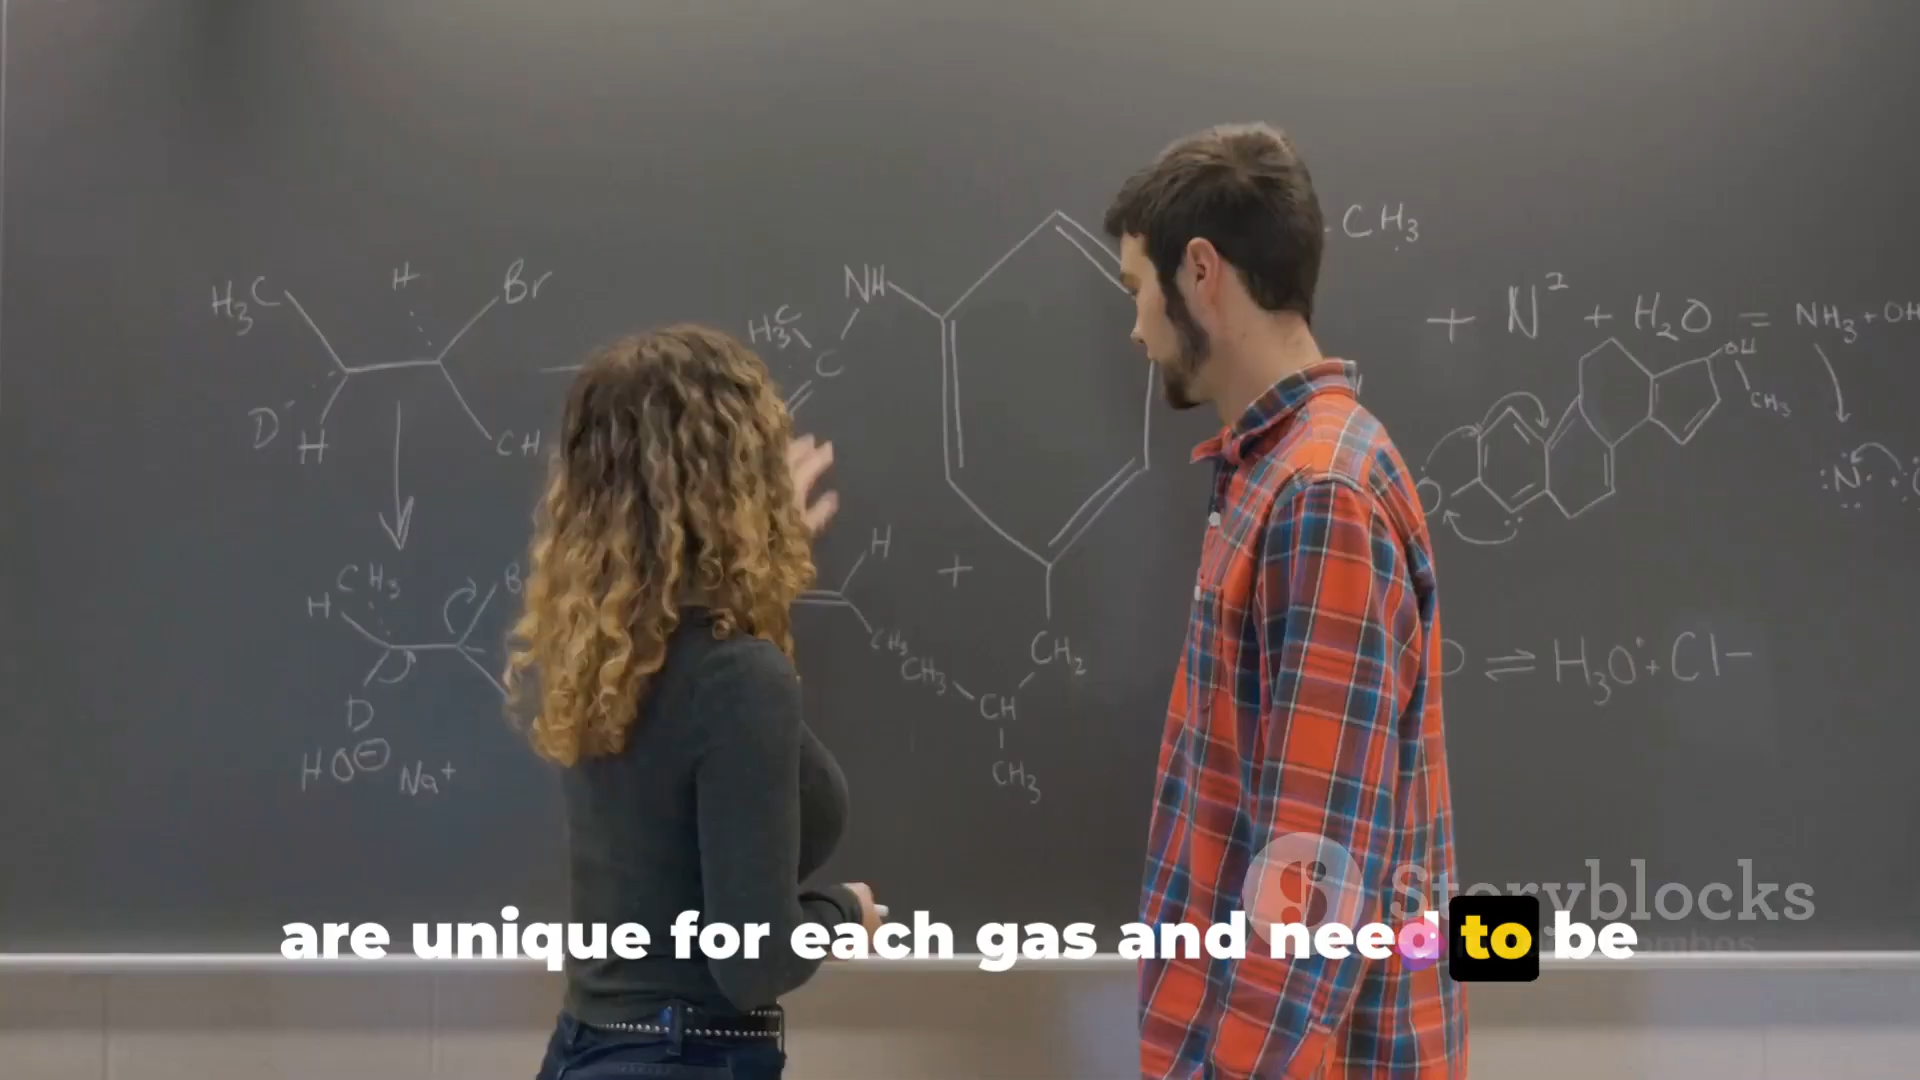 CH3
H Br NH
H3C H3C + N2 + H2O = NH3 + OH
C OH
CH3
D H CH N
H
CH3 B +
H CH3
CH3 CH2
D CH H3O+ + Cl-
HO Na+ CH3
Storyblocks
are unique for each gas and need to be